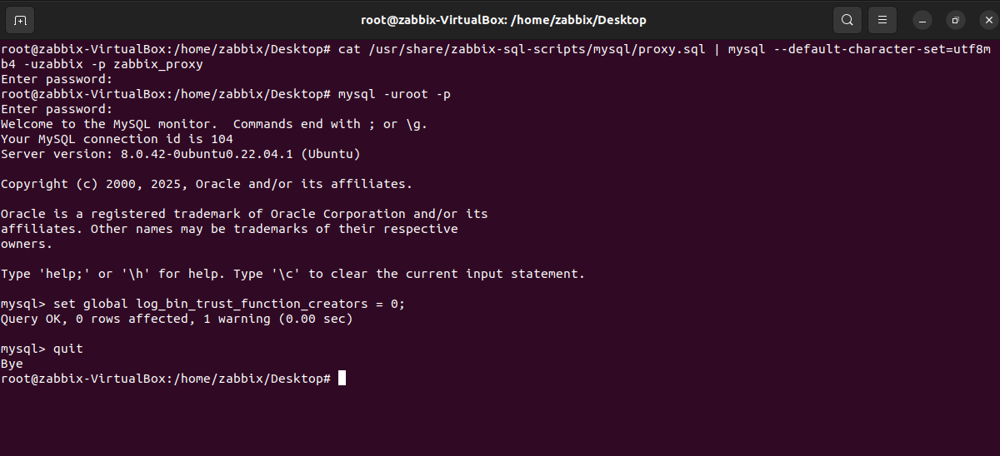 root@zabbix-VirtualBox: /home/zabbix/Desktop
root@zabbix-VirtualBox:/home/zabbix/Desktop# cat /usr/share/zabbix-sql-scripts/mysql/proxy.sql | mysql --default-character-set=utf8m
b4 -uzabbix -p zabbix_proxy
Enter password:
root@zabbix-VirtualBox:/home/zabbix/Desktop# mysql -uroot -p
Enter password:
Welcome to the MySQL monitor.  Commands end with ; or \g.
Your MySQL connection id is 104
Server version: 8.0.42-0ubuntu0.22.04.1 (Ubuntu)
Copyright (c) 2000, 2025, Oracle and/or its affiliates.
Oracle is a registered trademark of Oracle Corporation and/or its
affiliates. Other names may be trademarks of their respective
owners.
Type 'help;' or '\h' for help. Type '\c' to clear the current input statement.
mysql> set global log_bin_trust_function_creators = 0;
Query OK, 0 rows affected, 1 warning (0.00 sec)
mysql> quit
Bye
root@zabbix-VirtualBox:/home/zabbix/Desktop#